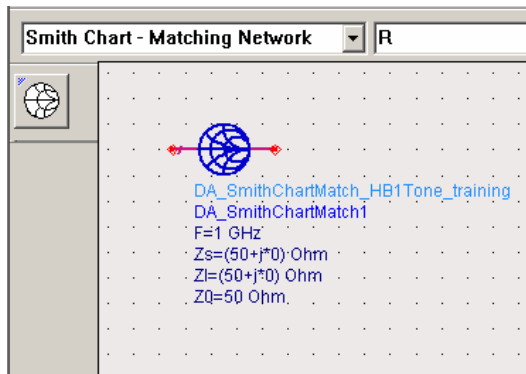 Smith Chart - Matching Network R
DA_SmithChartMatch_HB1Tone_training
DA_SmithChartMatch1
F=1 GHz
Zs=(50+j*0) Ohm
Zl=(50+j*0) Ohm
Z0=50 Ohm